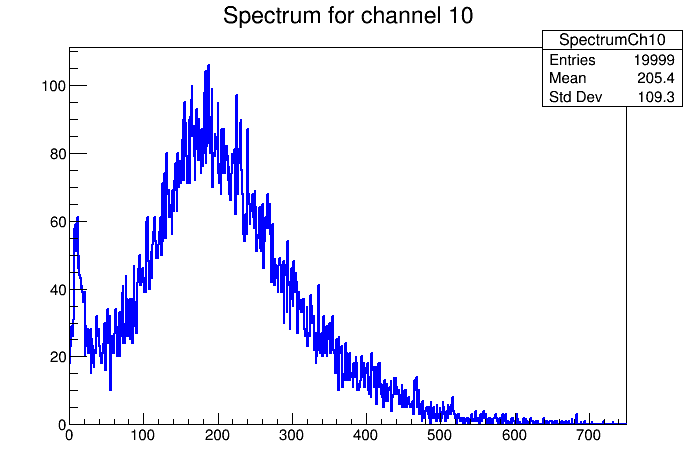 Spectrum for channel 10
SpectrumCh10
Entries 19999
Mean 205.4
Std Dev 109.3
100
80
60
40
20
0
0 100 200 300 400 500 600 700